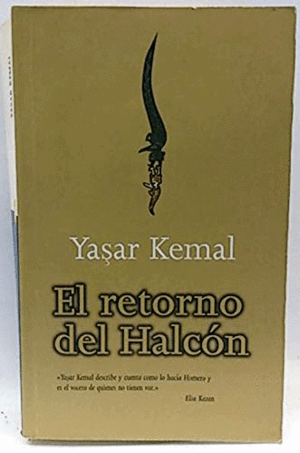 Yaşar Kemal
El retorno
del Halcón
«Yaşar Kemal describe y cuenta como lo hacía Homero y
es el vocero de quienes no tienen voz.»
Elia Kazan